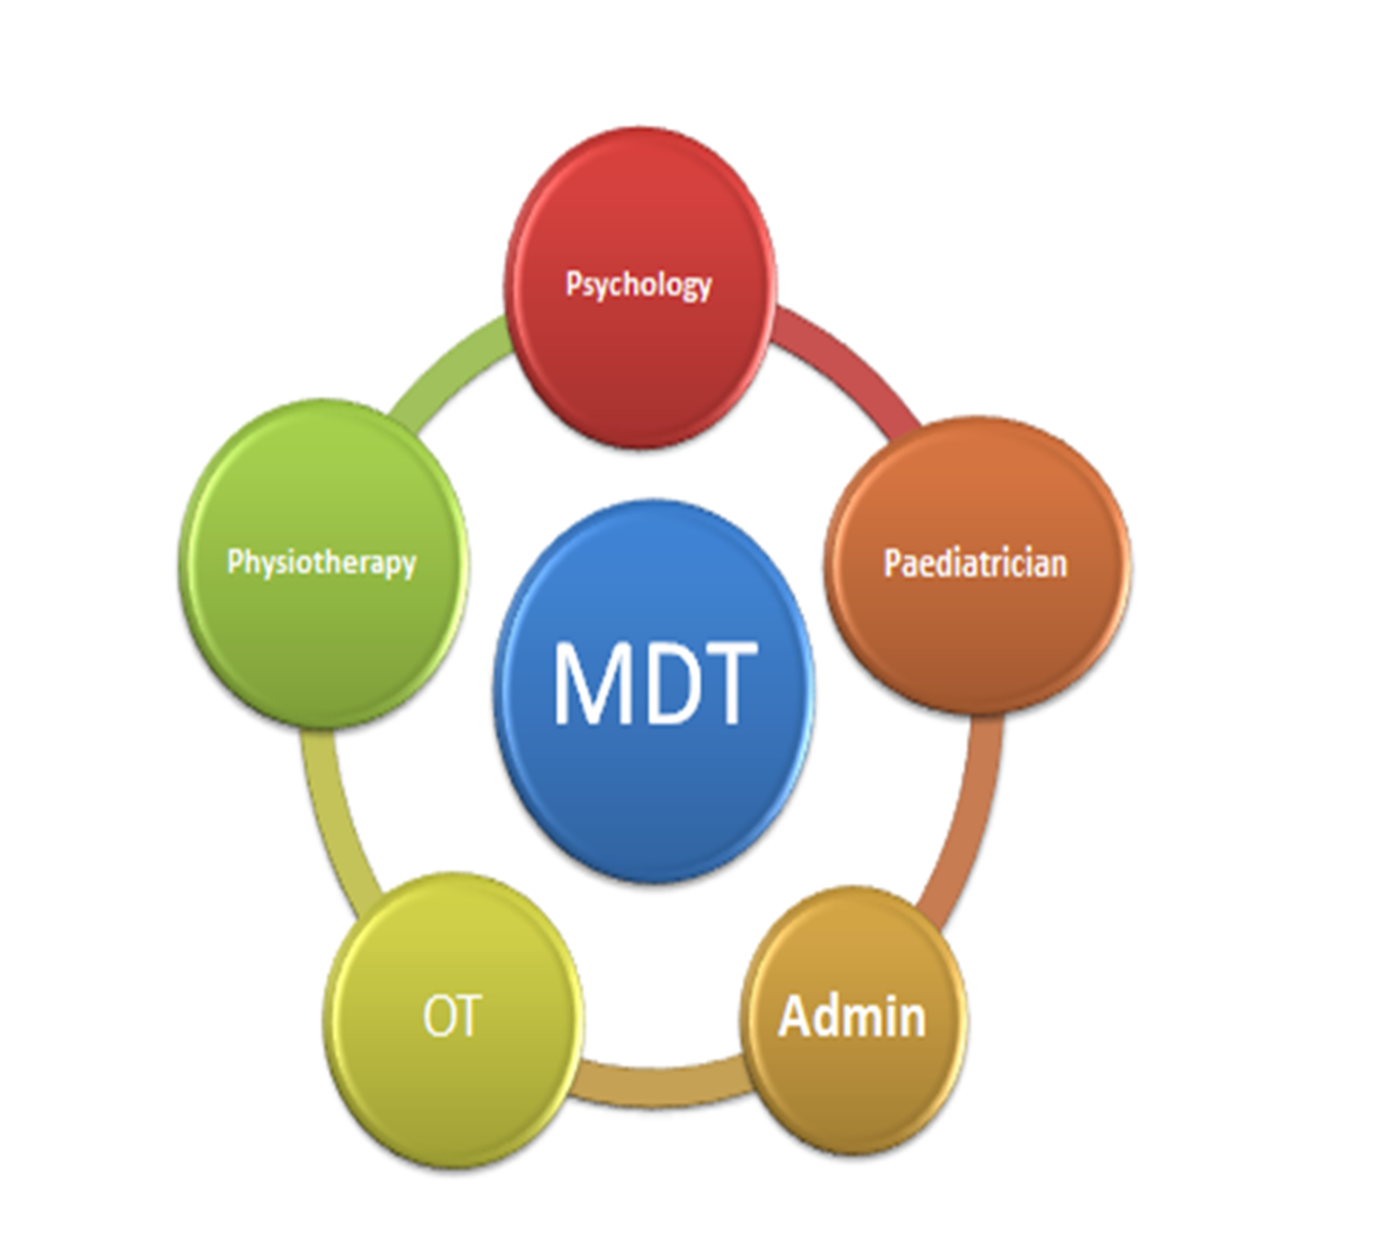 Psychology
Physiotherapy
Paediatrician
MDT
OT
Admin